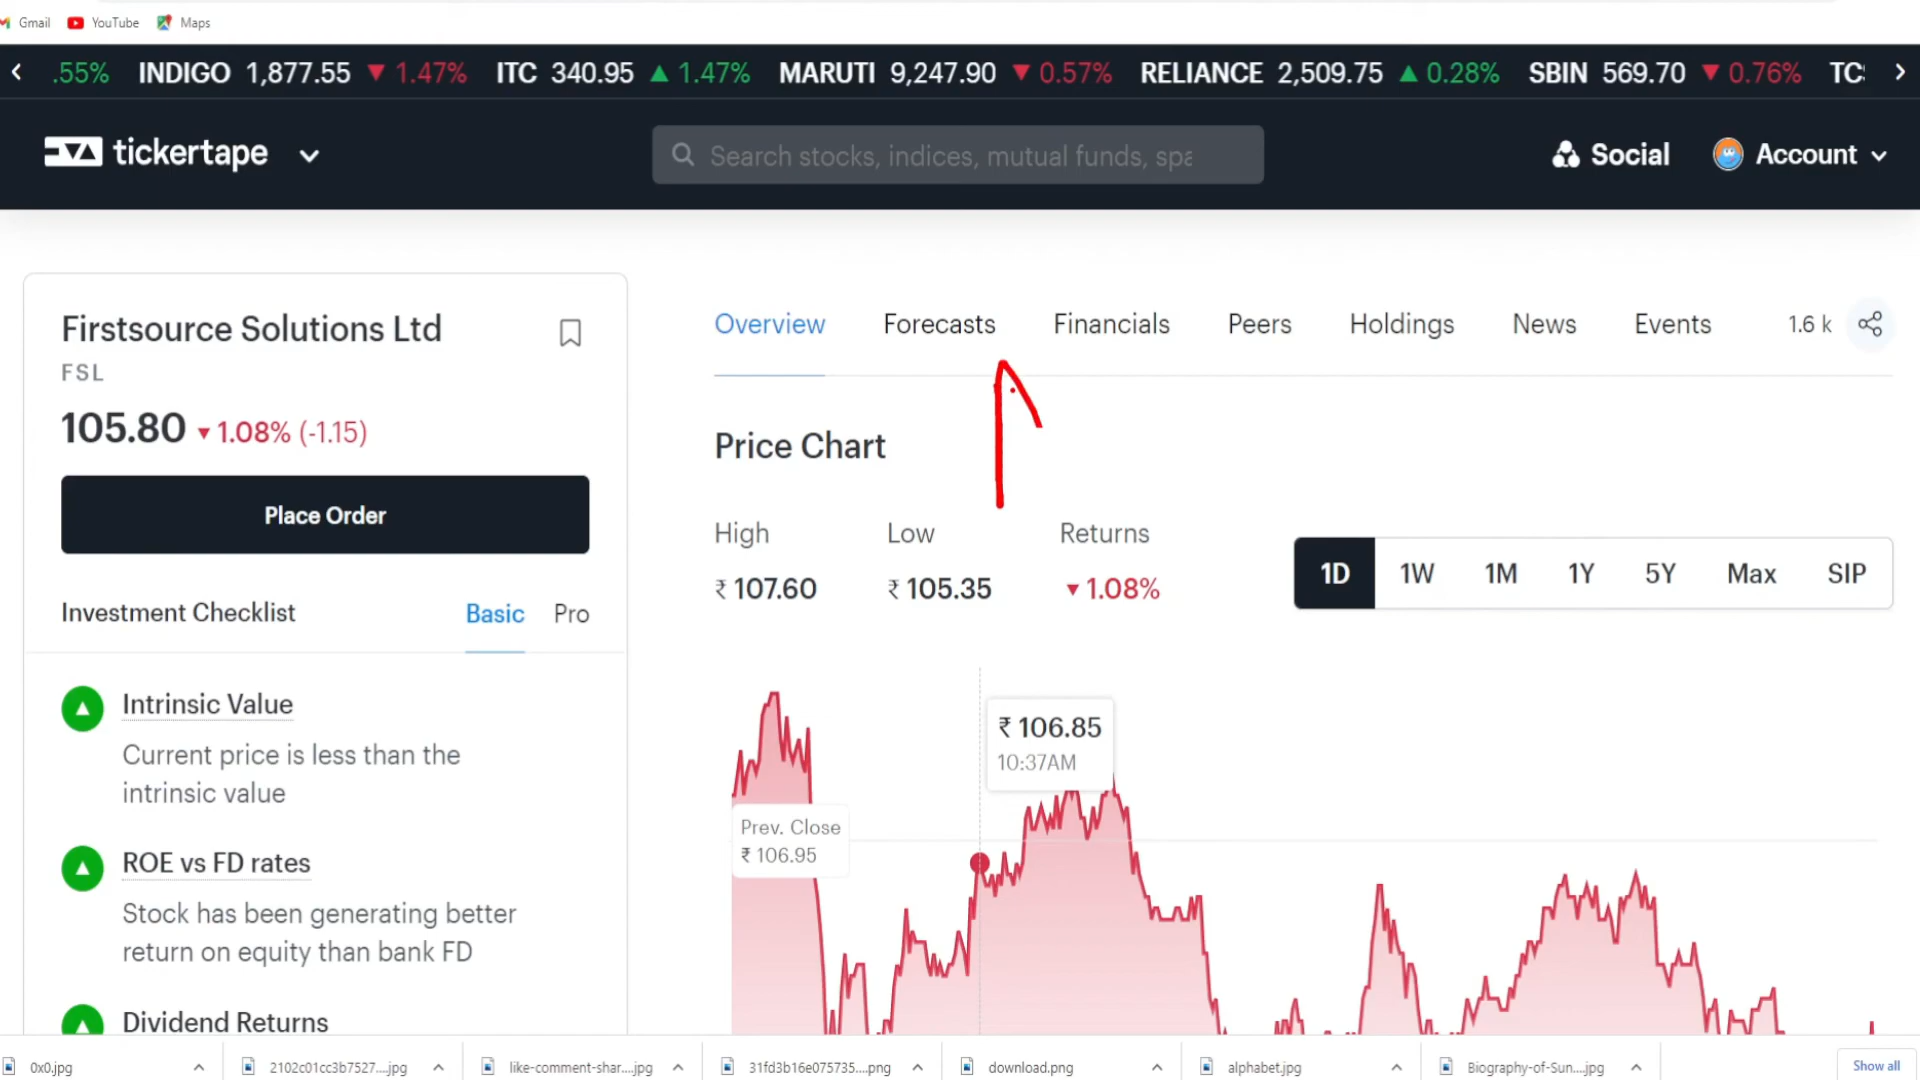 Gmail YouTube Maps
.55% INDIGO 1,877.55 ▼ 1.47% ITC 340.95 ▲ 1.47% MARUTI 9,247.90 ▼ 0.57% RELIANCE 2,509.75 ▲ 0.28% SBIN 569.70 ▼ 0.76%
tickertape Search stocks, indices, mutual funds, Social Account
Overview Forecasts Financials Peers Holdings News Events 1.6 k
Firstsource Solutions Ltd
FSL
105.80 ▼ 1.08% (-1.15)
Place Order
Investment Checklist Basic Pro
Intrinsic Value
Current price is less than the
intrinsic value
ROE vs FD rates
Stock has been generating better
return on equity than bank FD
Dividend Returns
Price Chart
High Low Returns
₹ 107.60 ₹ 105.35 ▼ 1.08%
1D 1W 1M 1Y 5Y Max SIP
₹ 106.85
10:37AM
Prev. Close
₹ 106.95
0x0.jpg 2102c01cc3b7527....jpg like-comment-shar....jpg 31fd3b16e075735....png download.png alphabet.jpg Biography-of-Sun....jpg Show all